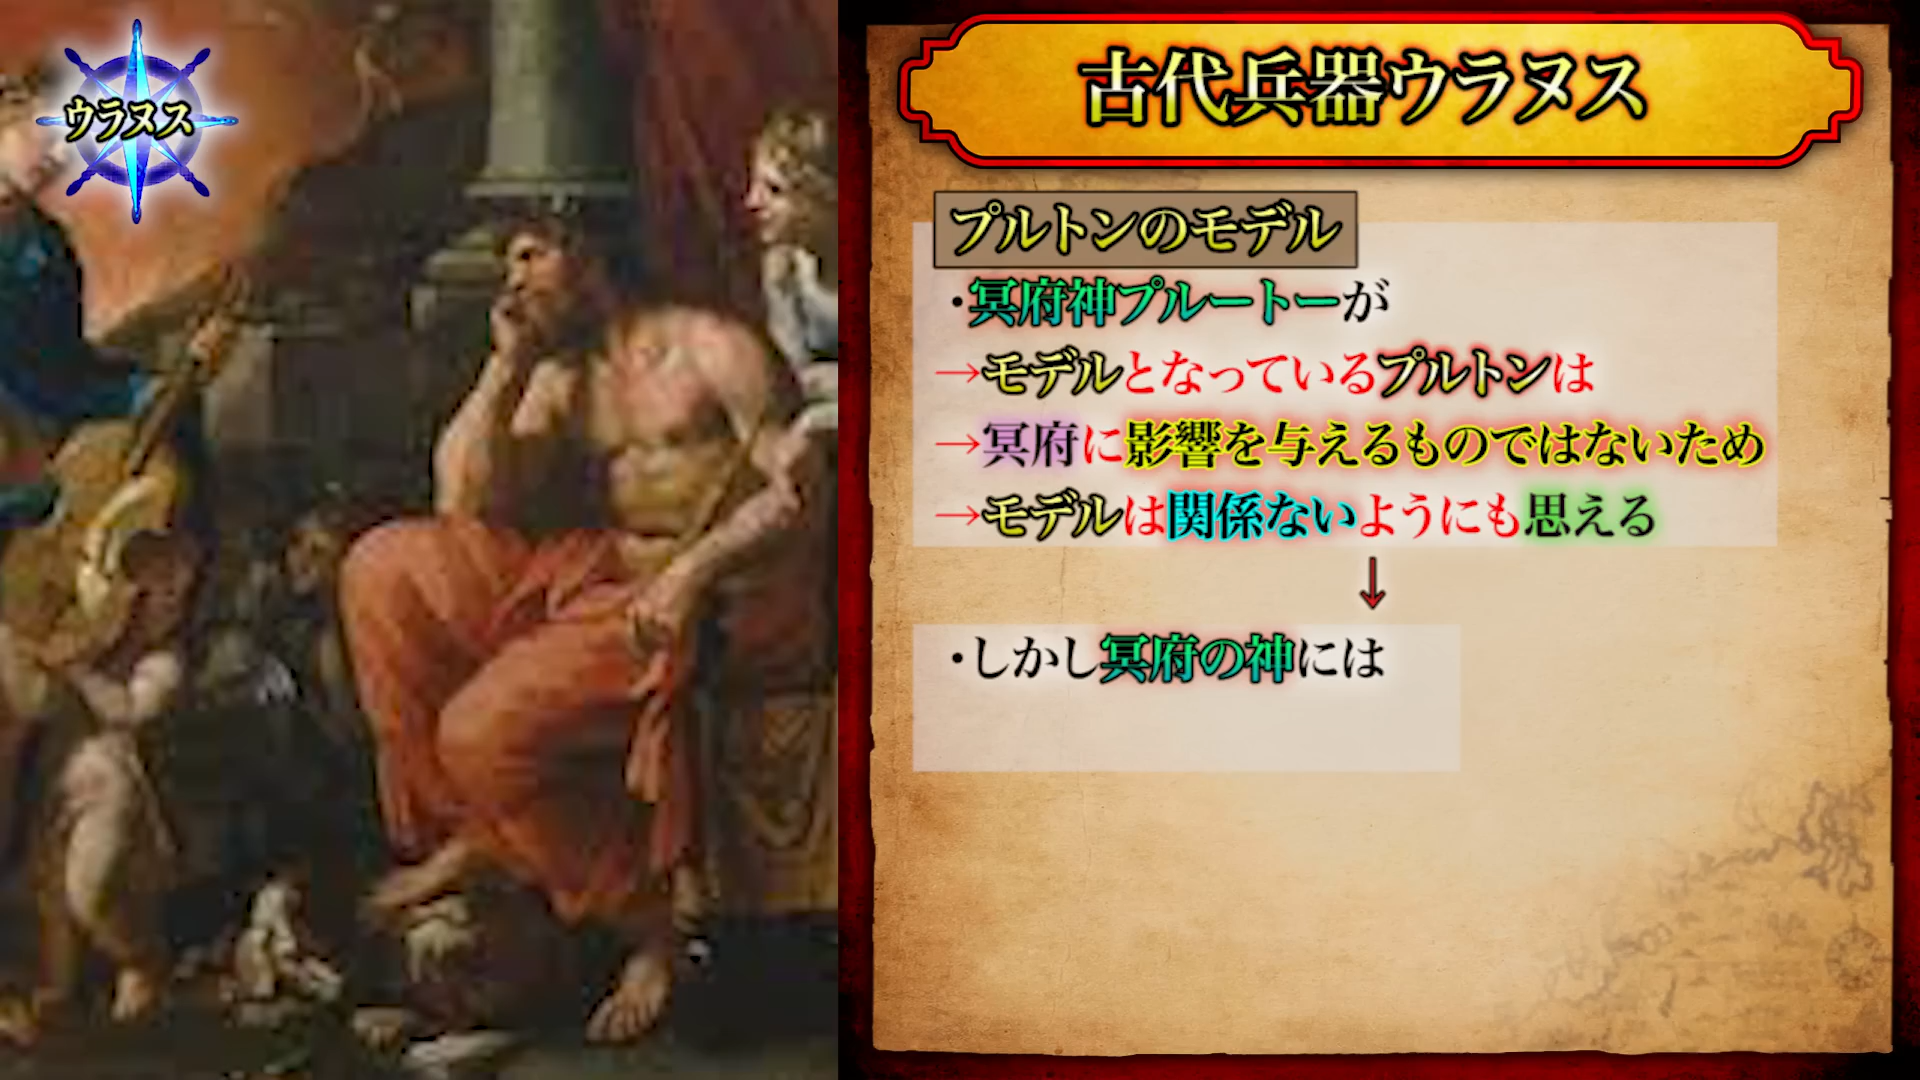 ウラヌス
古代兵器ウラヌス
プルトンのモデル
・冥府神プルートーが
→モデルとなっているプルトンは
→冥府に影響を与えるものではないため
→モデルは関係ないようにも思える
↓
・しかし冥府の神には